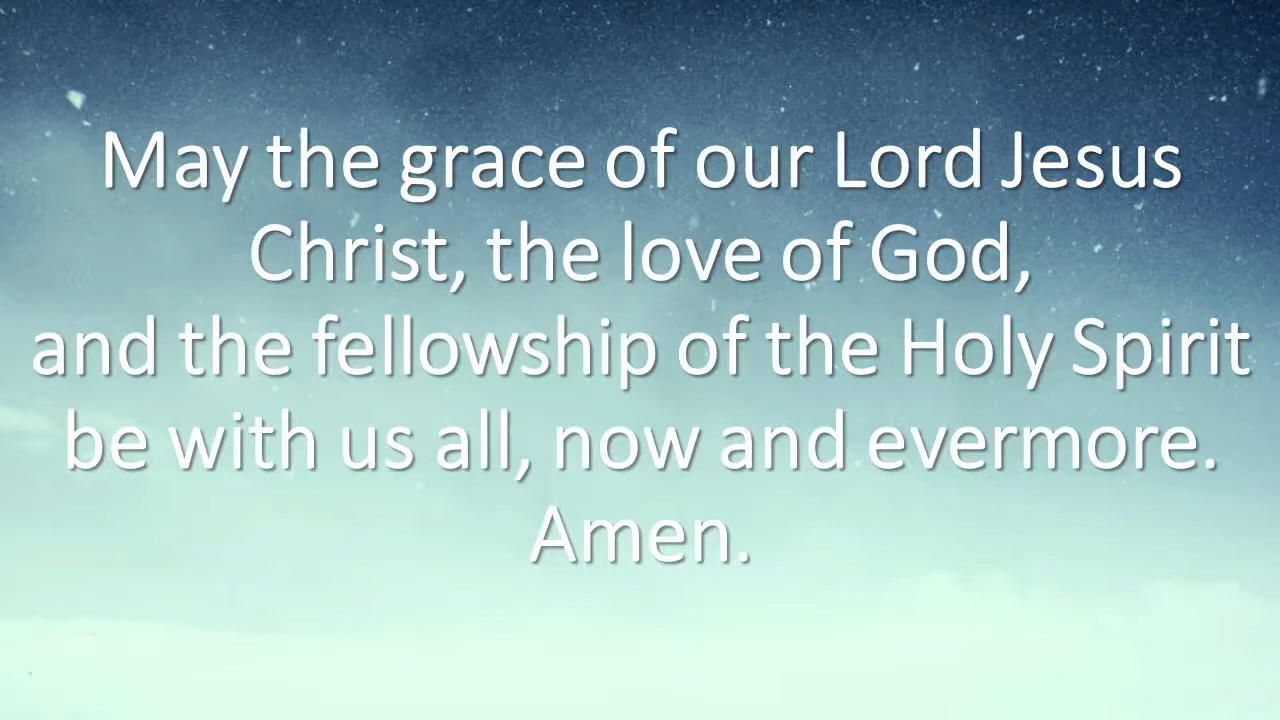 May the grace of our Lord Jesus
Christ, the love of God,
and the fellowship of the Holy Spirit
be with us all, now and evermore.
Amen.